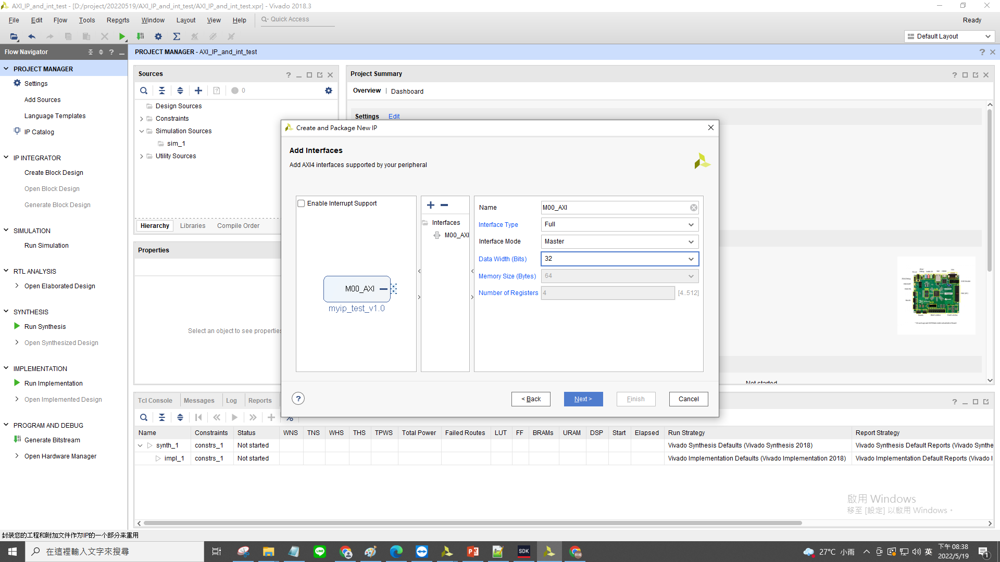 AXI_IP_and_int_test - [D:/project/20220519/AXI_IP_and_int_test/AXI_IP_and_int_test.xpr] - Vivado 2018.3
File Edit Flow Tools Reports Window Layout View Help Quick Access Ready
Default Layout
Flow Navigator
PROJECT MANAGER - AXI_IP_and_int_test
PROJECT MANAGER
Settings
Add Sources
Language Templates
IP Catalog
IP INTEGRATOR
Create Block Design
Open Block Design
Generate Block Design
SIMULATION
Run Simulation
RTL ANALYSIS
Open Elaborated Design
SYNTHESIS
Run Synthesis
Open Synthesized Design
IMPLEMENTATION
Run Implementation
Open Implemented Design
PROGRAM AND DEBUG
Generate Bitstream
Open Hardware Manager
Sources
0
Design Sources
Constraints
Simulation Sources
sim_1
Utility Sources
Hierarchy Libraries Compile Order
Properties
Select an object to see properties
Project Summary
Overview | Dashboard
Settings Edit
Not started
Create and Package New IP
Add Interfaces
Add AXI4 interfaces supported by your peripheral
Enable Interrupt Support
M00_AXI
myip_test_v1.0
Interfaces
M00_AXI
Name M00_AXI
Interface Type Full
Interface Mode Master
Data Width (Bits) 32
Memory Size (Bytes) 64
Number of Registers 4 [4..512]
? < Back Next > Finish Cancel
Tcl Console Messages Log Reports
Name Constraints Status WNS TNS WHS THS TPWS Total Power Failed Routes LUT FF BRAMs URAM DSP Start Elapsed Run Strategy Report Strategy
synth_1 constrs_1 Not started Vivado Synthesis Defaults (Vivado Synthesis 2018) Vivado Synthesis Default Reports (Vivado Synthe
impl_1 constrs_1 Not started Vivado Implementation Defaults (Vivado Implementation 2018) Vivado Implementation Default Reports (Vivado I
啟用 Windows
移至 [設定] 以啟用 Windows。
封装您的工程和附加文件作为IP的一个部分来重用
在這裡輸入文字來搜尋
LINE
SDK
27°C 小雨
英
下午 08:38
2022/5/19
1